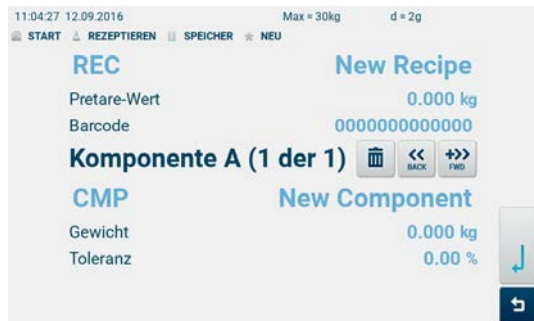 11:04:27 12.09.2016 Max = 30kg d = 2g
START REZEPTIEREN SPEICHER NEU
REC New Recipe
Pretare-Wert 0.000 kg
Barcode 0000000000000
Komponente A (1 der 1) << BACK +>> FWD
CMP New Component
Gewicht 0.000 kg
Toleranz 0.00 %